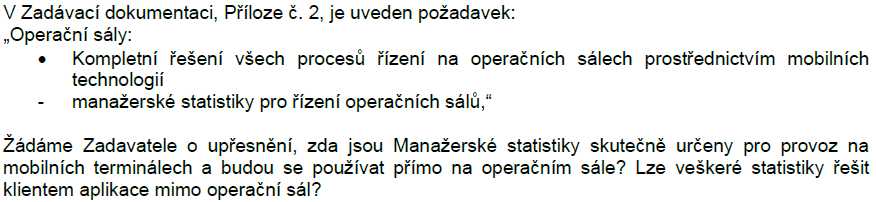 V Zadávací dokumentaci, Příloze č. 2, je uveden požadavek:
„Operační sály:
• Kompletní řešení všech procesů řízení na operačních sálech prostřednictvím mobilních
technologií
- manažerské statistiky pro řízení operačních sálů,“
Žádáme Zadavatele o upřesnění, zda jsou Manažerské statistiky skutečně určeny pro provoz na
mobilních terminálech a budou se používat přímo na operačním sále? Lze veškeré statistiky řešit
klientem aplikace mimo operační sál?